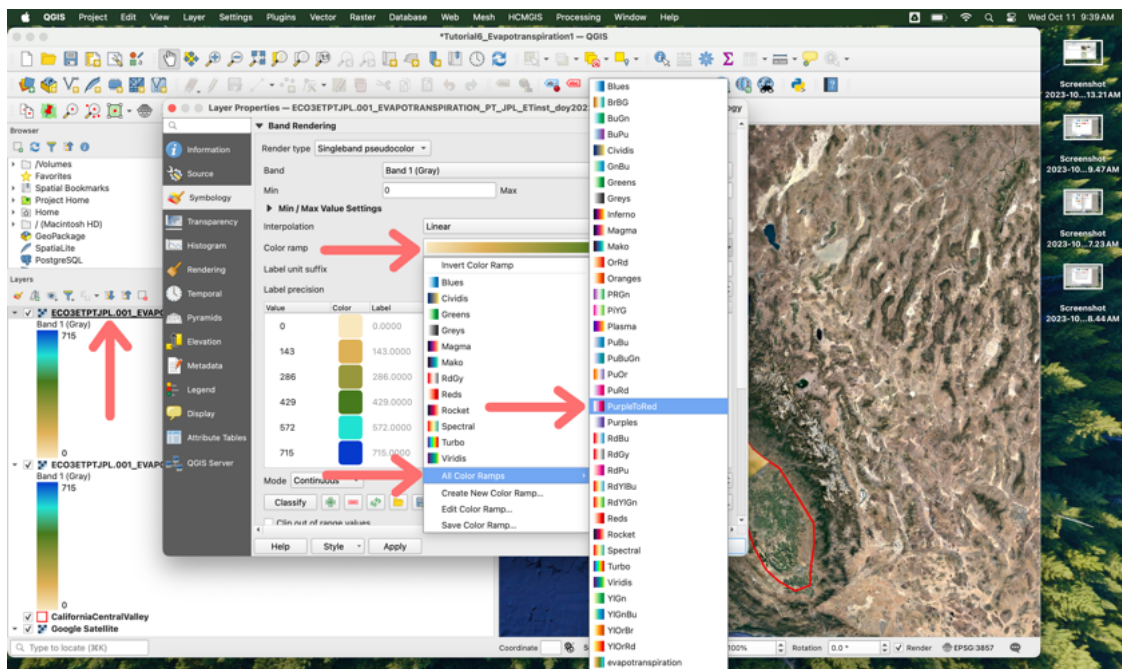 QGIS Project Edit View Layer Settings Plugins Vector Raster Database Web Mesh HCMGIS Processing Window Help
Wed Oct 11 9:39 AM
*Tutorial6_Evapotranspiration1 — QGIS
Layer Properties — ECO3ETPTJPL.001_EVAPOTRANSPIRATION_PT_JPL_ETinst_doy202
ogy
Browser
/Volumes
Favorites
Spatial Bookmarks
Project Home
Home
/ (Macintosh HD)
GeoPackage
SpatiaLite
PostgreSQL
Layers
ECO3ETPTJPL.001_EVAPO
Band 1 (Gray)
715
0
ECO3ETPTJPL.001_EVAPO
Band 1 (Gray)
715
0
CaliforniaCentralValley
Google Satellite
Type to locate (⌘K)
Information
Source
Symbology
Transparency
Histogram
Rendering
Temporal
Pyramids
Elevation
Metadata
Legend
Display
Attribute Tables
QGIS Server
Band Rendering
Render type Singleband pseudocolor
Band Band 1 (Gray)
Min 0 Max
Min / Max Value Settings
Interpolation Linear
Color ramp
Label unit suffix
Label precision
Value Color Label
0 0.0000
143 143.0000
286 286.0000
429 429.0000
572 572.0000
715 715.0000
Mode Continuous
Classify
Clip out of range values
Help Style Apply
Invert Color Ramp
Blues
Cividis
Greens
Greys
Magma
Mako
RdGy
Reds
Rocket
Spectral
Turbo
Viridis
All Color Ramps
Create New Color Ramp...
Edit Color Ramp...
Save Color Ramp...
Blues
BrBG
BuGn
BuPu
Cividis
GnBu
Greens
Greys
Inferno
Magma
Mako
OrRd
Oranges
PRGn
PiYG
Plasma
PuBu
PuBuGn
PuOr
PuRd
PurpleToRed
Purples
RdBu
RdGy
RdPu
RdYlBu
RdYlGn
Reds
Rocket
Spectral
Turbo
Viridis
YlGn
YlGnBu
YlOrBr
YlOrRd
evapotranspiration
Coordinate
100% Rotation 0.0 ° Render EPSG:3857
Screenshot
2023-10...13.21 AM
Screenshot
2023-10...9.47 AM
Screenshot
2023-10...7.23 AM
Screenshot
2023-10...8.44 AM